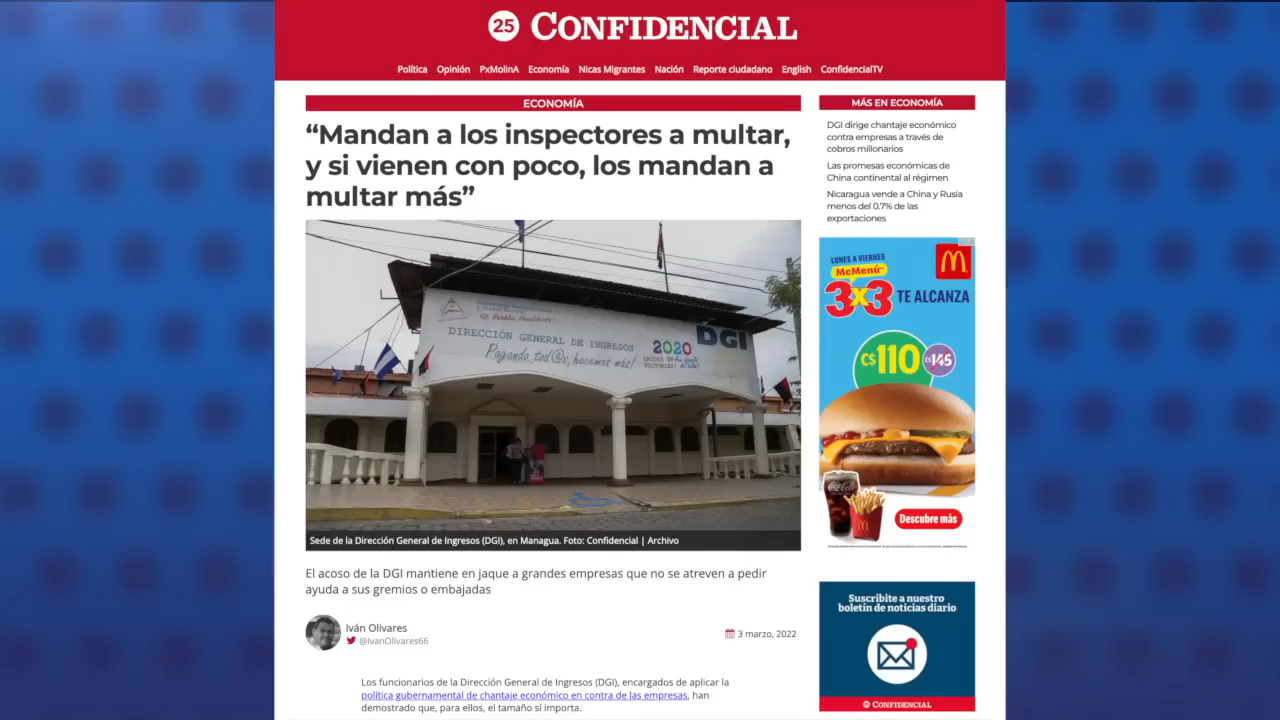 25 CONFIDENCIAL
Política Opinión PxMolinA Economía Nicas Migrantes Nación Reporte ciudadano English ConfidencialTV
ECONOMÍA
“Mandan a los inspectores a multar,
y si vienen con poco, los mandan a
multar más”
El Pueblo, Presidente!
DIRECCIÓN GENERAL DE INGRESOS
Pagando tod@s, hacemos más!
2020
UNIDOS EN
VICTORIAS!
DGI
Sede de la Dirección General de Ingresos (DGI), en Managua. Foto: Confidencial | Archivo
El acoso de la DGI mantiene en jaque a grandes empresas que no se atreven a pedir
ayuda a sus gremios o embajadas
Iván Olivares
@IvanOlivares66
3 marzo, 2022
Los funcionarios de la Dirección General de Ingresos (DGI), encargados de aplicar la
política gubernamental de chantaje económico en contra de las empresas, han
demostrado que, para ellos, el tamaño sí importa.
MÁS EN ECONOMÍA
DGI dirige chantaje económico
contra empresas a través de
cobros millonarios
Las promesas económicas de
China continental al régimen
Nicaragua vende a China y Rusia
menos del 0.7% de las
exportaciones
LUNES A VIERNES
McMenú
3x3 TE ALCANZA
C$110
C$145
Coca-Cola
Descubre más
Suscribite a nuestro
boletín de noticias diario
CONFIDENCIAL